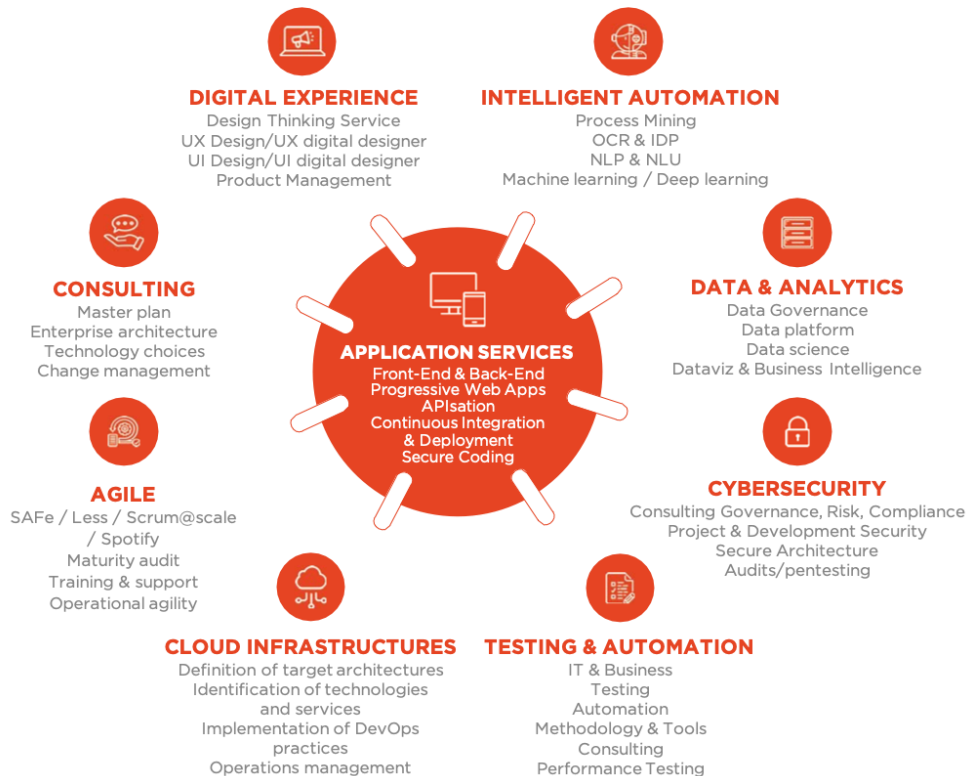 DIGITAL EXPERIENCE
Design Thinking Service
UX Design/UX digital designer
UI Design/UI digital designer
Product Management
INTELLIGENT AUTOMATION
Process Mining
OCR & IDP
NLP & NLU
Machine learning / Deep learning
CONSULTING
Master plan
Enterprise architecture
Technology choices
Change management
APPLICATION SERVICES
Front-End & Back-End
Progressive Web Apps
APIsation
Continuous Integration
& Deployment
Secure Coding
DATA & ANALYTICS
Data Governance
Data platform
Data science
Dataviz & Business Intelligence
AGILE
SAFe / Less / Scrum@scale
/ Spotify
Maturity audit
Training & support
Operational agility
CYBERSECURITY
Consulting Governance, Risk, Compliance
Project & Development Security
Secure Architecture
Audits/pentesting
CLOUD INFRASTRUCTURES
Definition of target architectures
Identification of technologies
and services
Implementation of DevOps
practices
Operations management
TESTING & AUTOMATION
IT & Business
Testing
Automation
Methodology & Tools
Consulting
Performance Testing